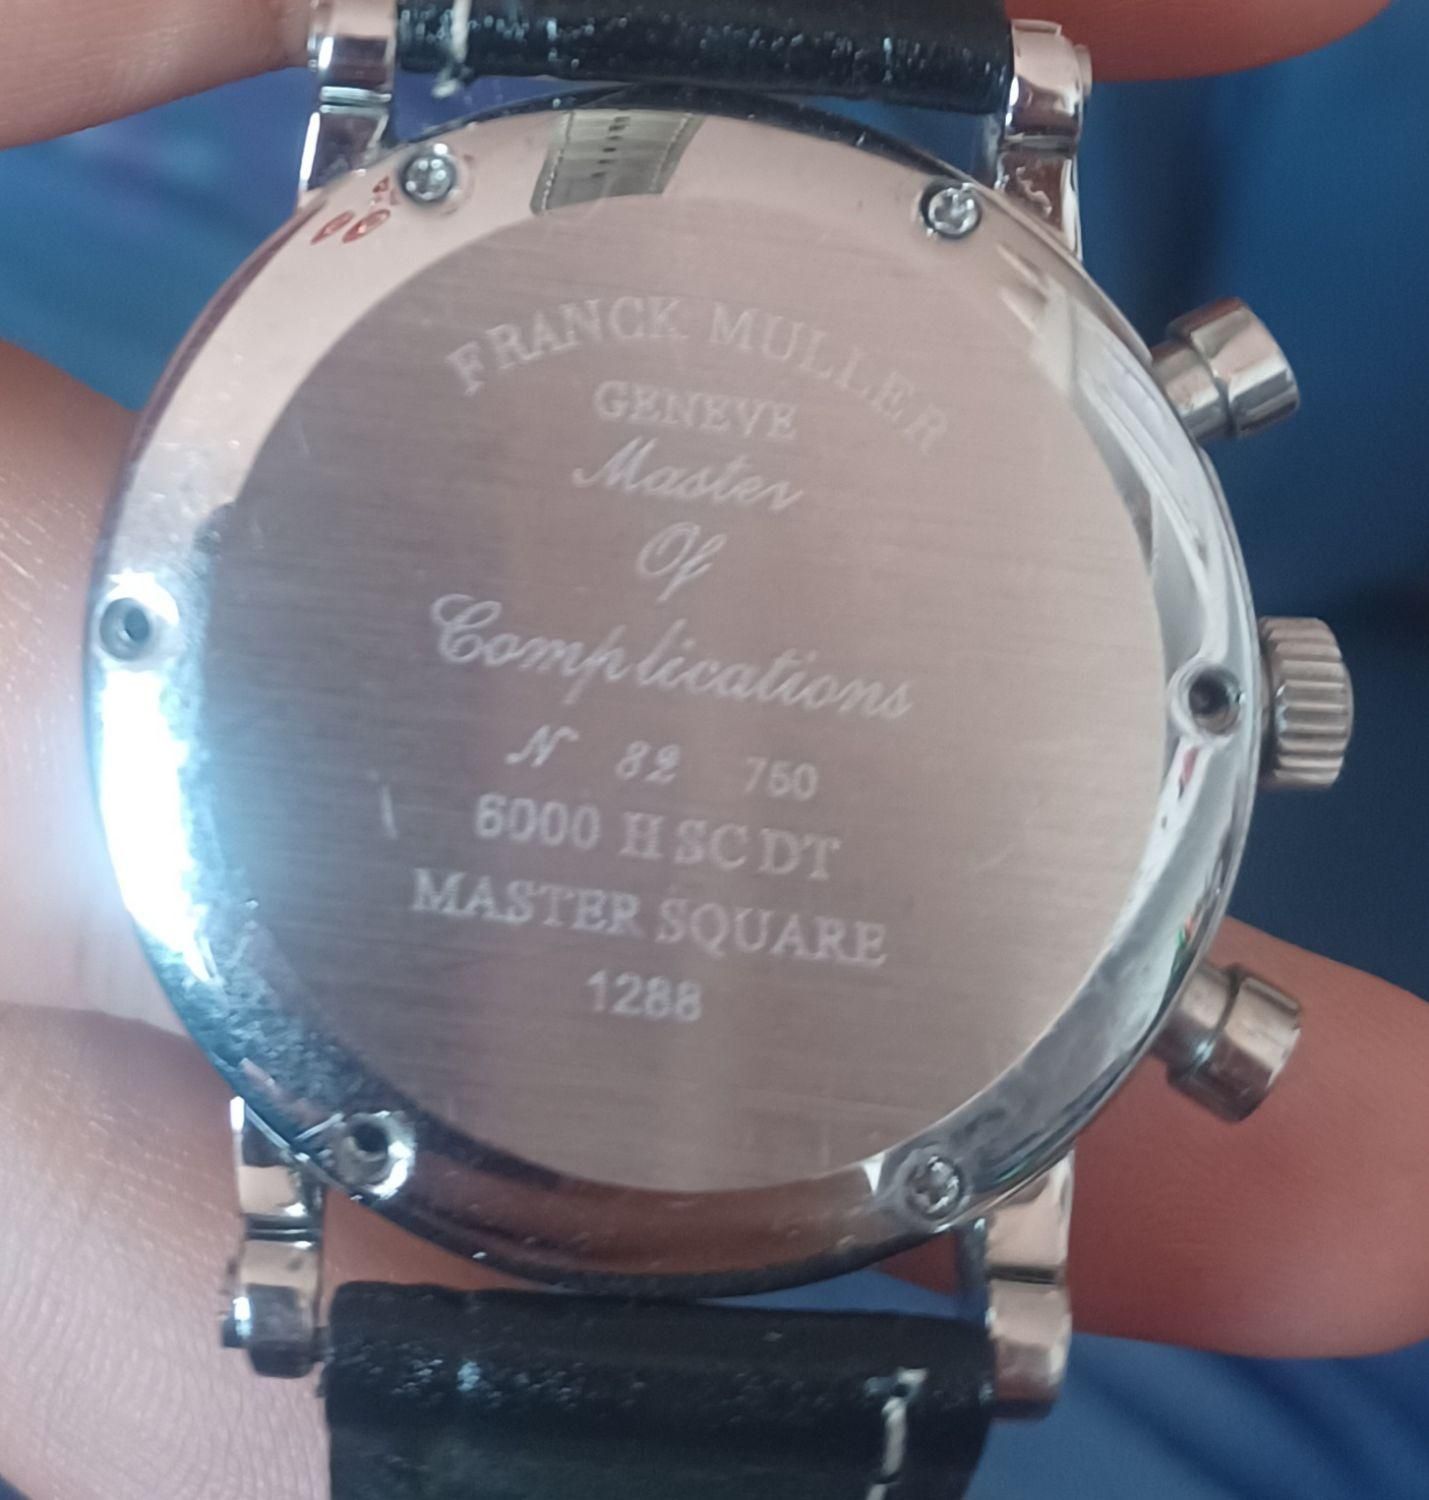 FRANCK MULLER
GENEVE
Master
Of
Complications
N 82 750
6000 H SC DT
MASTER SQUARE
1288